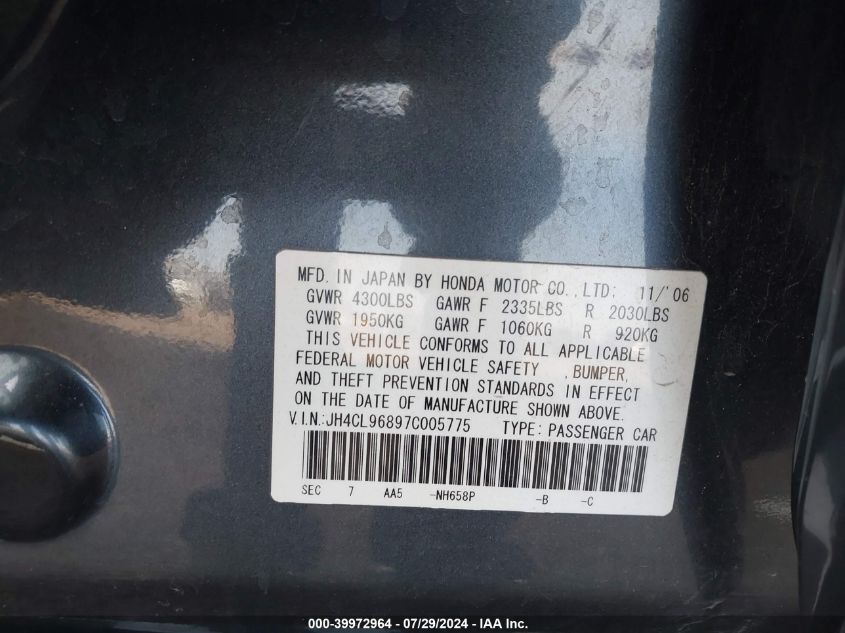 MFD. IN JAPAN BY HONDA MOTOR CO.,LTD: 11/'06
GVWR 4300LBS GAWR F 2335LBS R 2030LBS
GVWR 1950KG GAWR F 1060KG R 920KG
THIS VEHICLE CONFORMS TO ALL APPLICABLE
FEDERAL MOTOR VEHICLE SAFETY ,BUMPER,
AND THEFT PREVENTION STANDARDS IN EFFECT
ON THE DATE OF MANUFACTURE SHOWN ABOVE.
V.I.N.:JH4CL96897C005775 TYPE:PASSENGER CAR
SEC 7 AA5 -NH658P -B -C
000-39972964 - 07/29/2024 - IAA Inc.